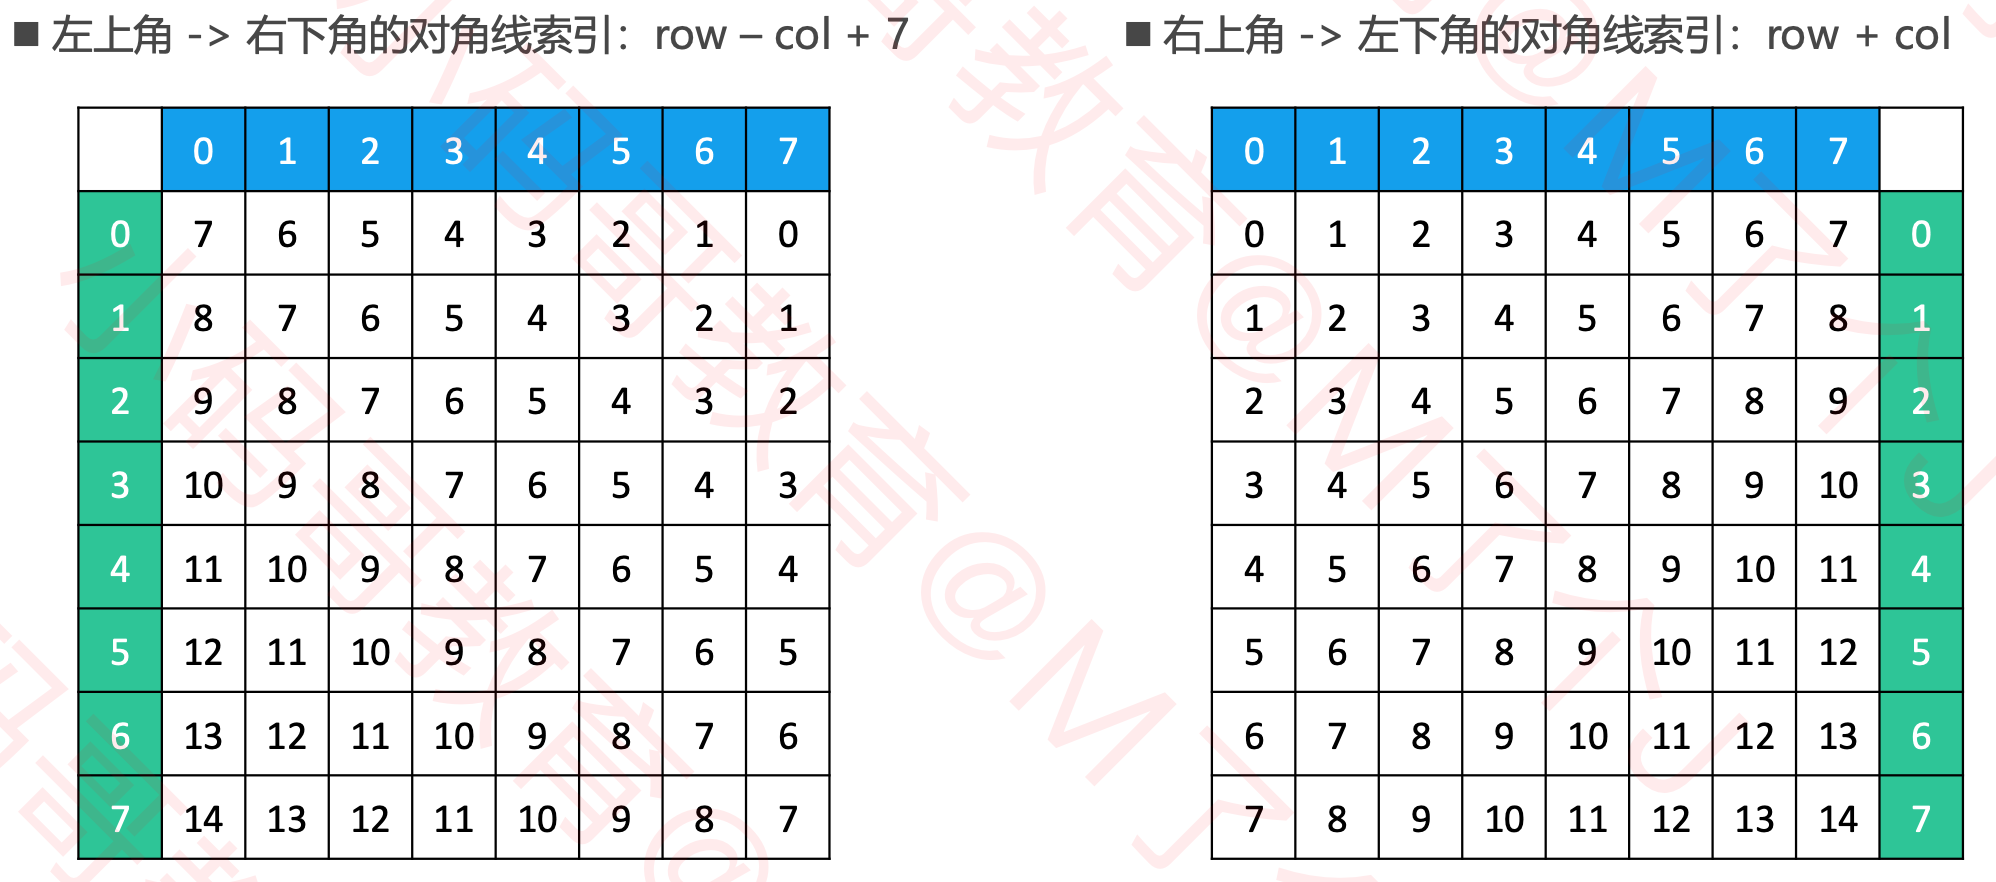 ■ 左上角 -> 右下角的对角线索引：row – col + 7
0 1 2 3 4 5 6 7
0 7 6 5 4 3 2 1 0
1 8 7 6 5 4 3 2 1
2 9 8 7 6 5 4 3 2
3 10 9 8 7 6 5 4 3
4 11 10 9 8 7 6 5 4
5 12 11 10 9 8 7 6 5
6 13 12 11 10 9 8 7 6
7 14 13 12 11 10 9 8 7
■ 右上角 -> 左下角的对角线索引：row + col
0 1 2 3 4 5 6 7
0 1 2 3 4 5 6 7 0
1 2 3 4 5 6 7 8 1
2 3 4 5 6 7 8 9 2
3 4 5 6 7 8 9 10 3
4 5 6 7 8 9 10 11 4
5 6 7 8 9 10 11 12 5
6 7 8 9 10 11 12 13 6
7 8 9 10 11 12 13 14 7
小码哥教育@M了个J